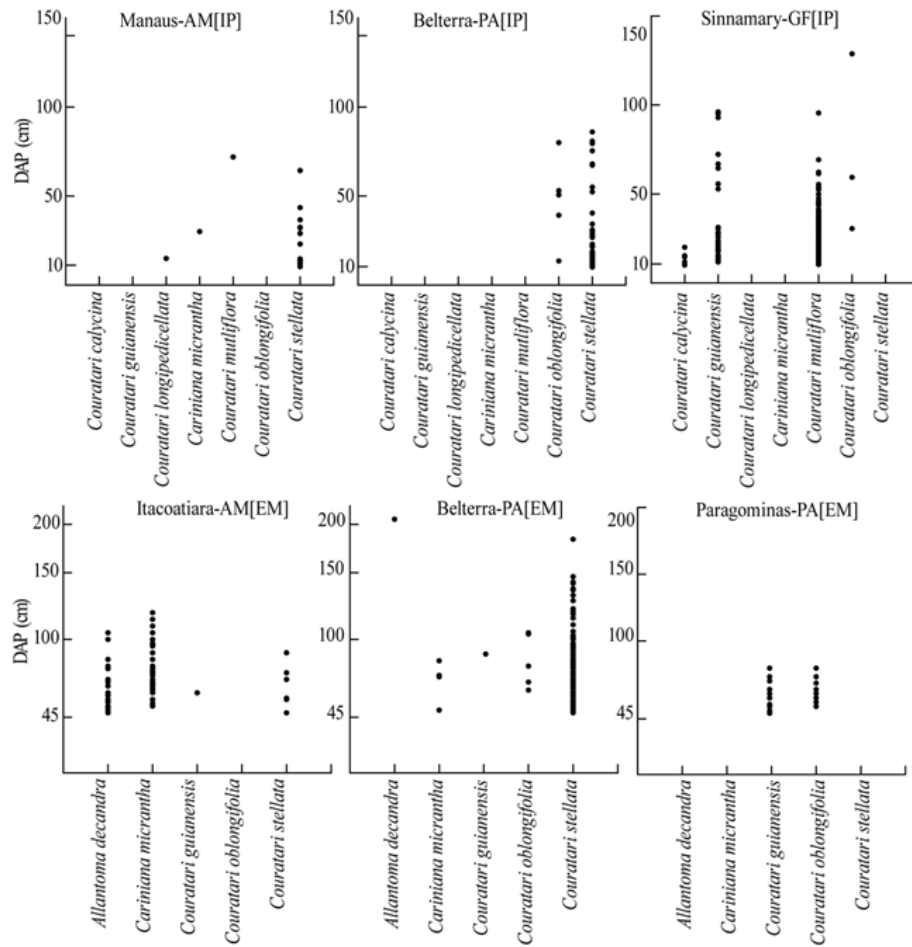 Manaus-AM[IP]
Belterra-PA[IP]
Sinnamary-GF[IP]
DAP (cm)
150
100
50
10
150
100
50
10
150
100
50
10
Couratari calycina
Couratari guianensis
Couratari longipedicellata
Cariniana micrantha
Couratari mutliflora
Couratari oblongifolia
Couratari stellata
Couratari calycina
Couratari guianensis
Couratari longipedicellata
Cariniana micrantha
Couratari mutliflora
Couratari oblongifolia
Couratari stellata
Couratari calycina
Couratari guianensis
Couratari longipedicellata
Cariniana micrantha
Couratari mutliflora
Couratari oblongifolia
Couratari stellata
Itacoatiara-AM[EM]
Belterra-PA[EM]
Paragominas-PA[EM]
DAP (cm)
200
150
100
45
200
150
100
45
200
150
100
45
Allantoma decandra
Cariniana micrantha
Couratari guianensis
Couratari oblongifolia
Couratari stellata
Allantoma decandra
Cariniana micrantha
Couratari guianensis
Couratari oblongifolia
Couratari stellata
Allantoma decandra
Cariniana micrantha
Couratari guianensis
Couratari oblongifolia
Couratari stellata